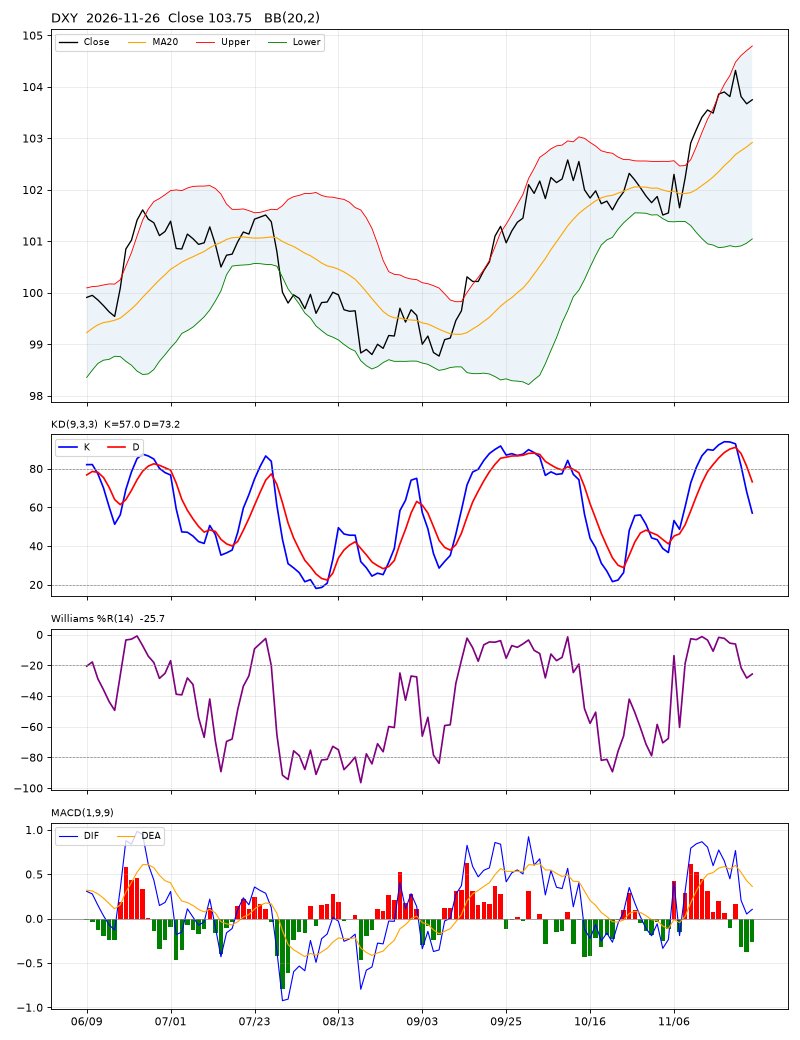 DXY  2026-11-26  Close 103.75   BB(20,2)
Close  MA20  Upper  Lower
105
104
103
102
101
100
99
98
KD(9,3,3)  K=57.0 D=73.2
K  D
80
60
40
20
Williams %R(14)  -25.7
0
−20
−40
−60
−80
−100
MACD(1,9,9)
DIF  DEA
1.0
0.5
0.0
−0.5
−1.0
06/09  07/01  07/23  08/13  09/03  09/25  10/16  11/06